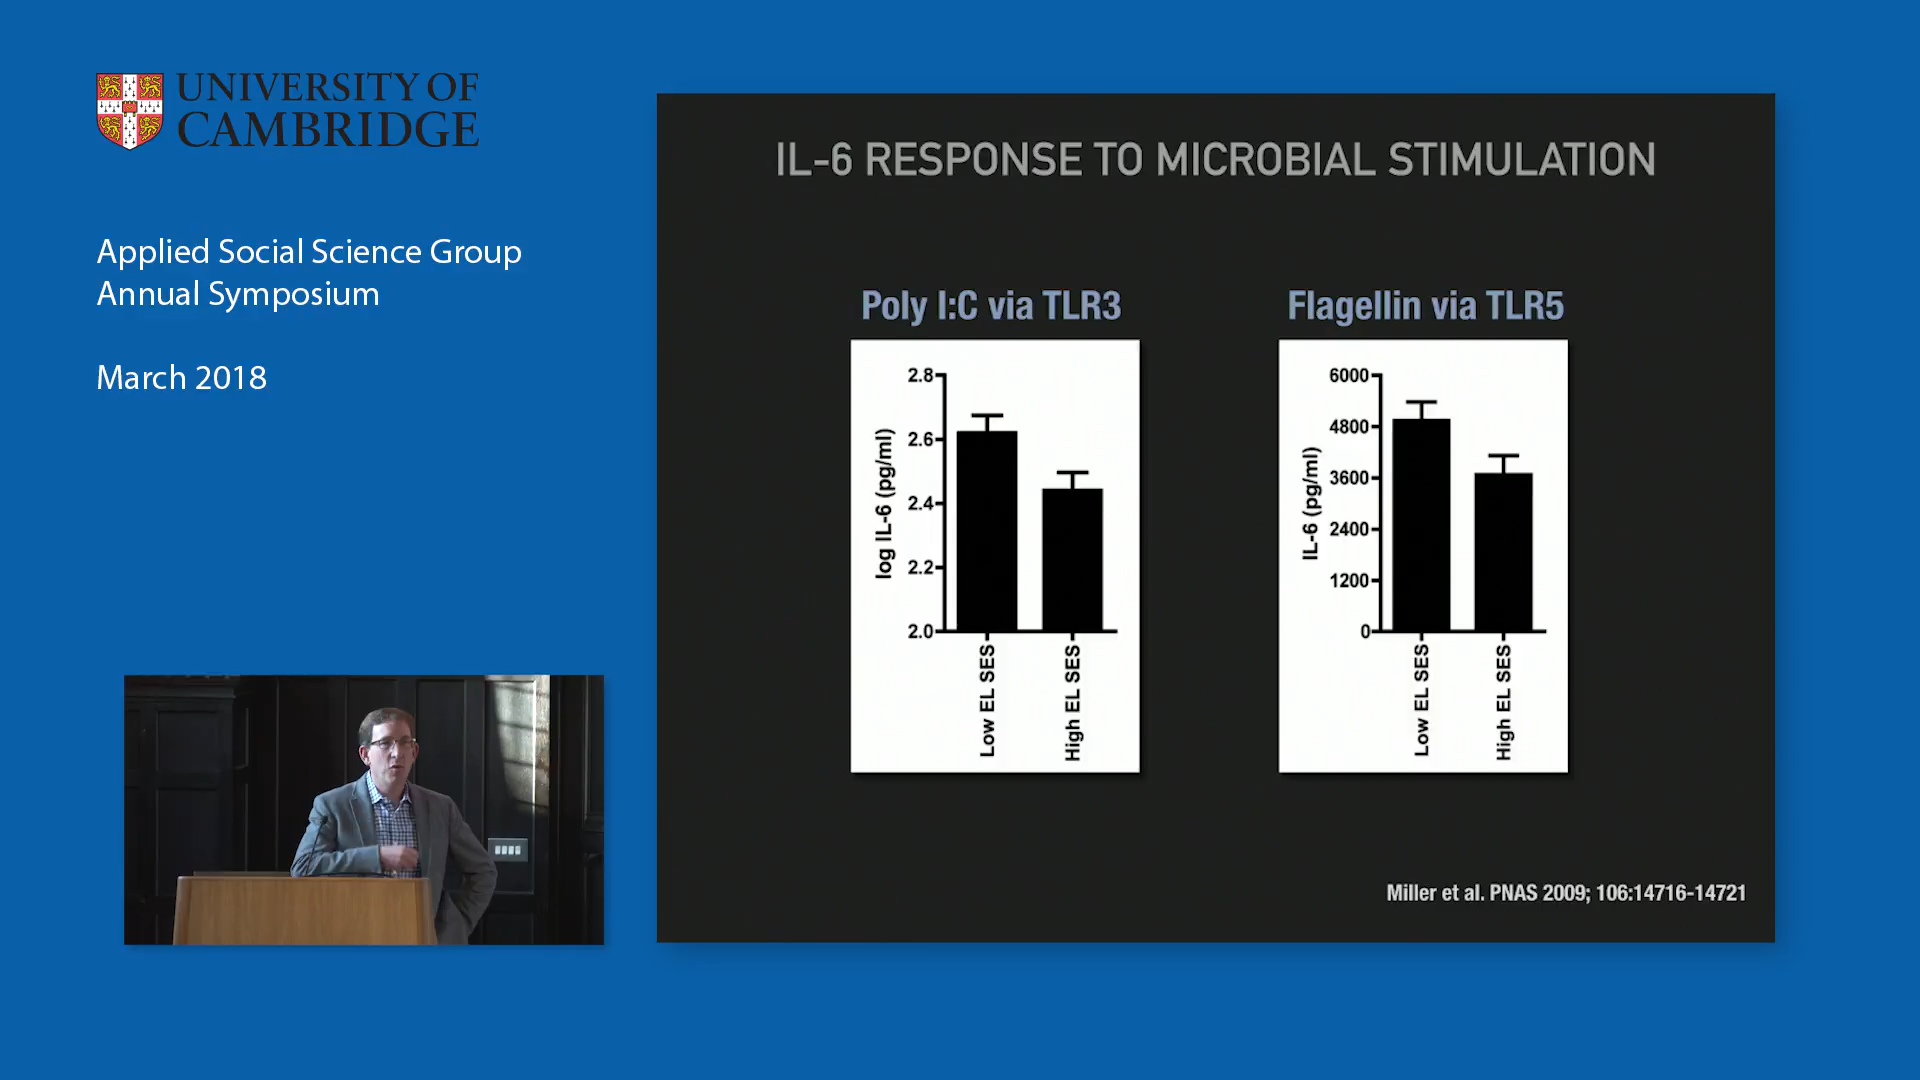 UNIVERSITY OF
CAMBRIDGE
Applied Social Science Group
Annual Symposium
March 2018
IL-6 RESPONSE TO MICROBIAL STIMULATION
Poly I:C via TLR3
2.8
2.6
2.4
2.2
2.0
log IL-6 (pg/ml)
Low EL SES
High EL SES
Flagellin via TLR5
6000
4800
3600
2400
1200
0
IL-6 (pg/ml)
Low EL SES
High EL SES
Miller et al. PNAS 2009; 106:14716-14721